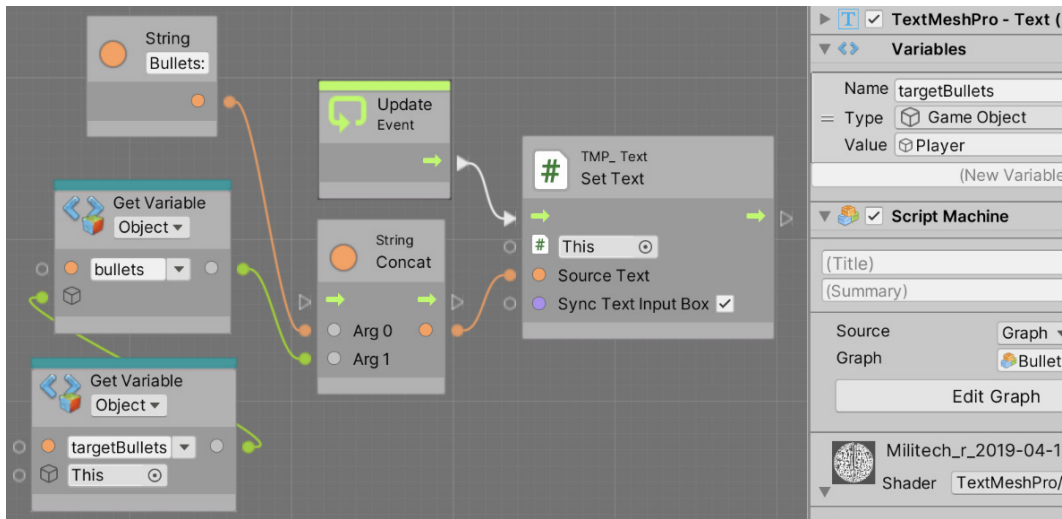 String
Bullets:
Update
Event
TMP_ Text
Set Text
Get Variable
Object
bullets
String
Concat
This
Source Text
Sync Text Input Box
Arg 0
Arg 1
Get Variable
Object
targetBullets
This
TextMeshPro - Text (
Variables
Name targetBullets
Type Game Object
Value Player
(New Variable
Script Machine
(Title)
(Summary)
Source Graph
Graph Bullet
Edit Graph
Militech_r_2019-04-1
Shader TextMeshPro/